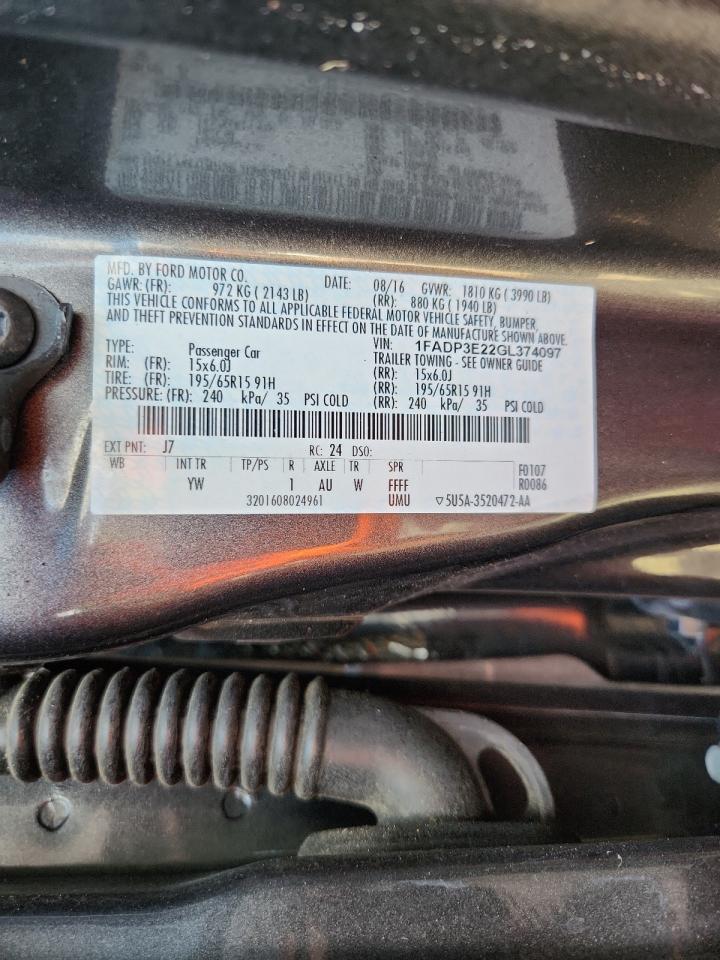 MFD. BY FORD MOTOR CO. DATE: 08/16 GVWR: 1810 KG ( 3990 LB)
GAWR: (FR): 972 KG ( 2143 LB) (RR): 880 KG ( 1940 LB)
THIS VEHICLE CONFORMS TO ALL APPLICABLE FEDERAL MOTOR VEHICLE SAFETY, BUMPER,
AND THEFT PREVENTION STANDARDS IN EFFECT ON THE DATE OF MANUFACTURE SHOWN ABOVE.
VIN: 1FADP3E22GL374097
TYPE: Passenger Car TRAILER TOWING - SEE OWNER GUIDE
RIM: (FR): 15x6.0J (RR): 15x6.0J
TIRE: (FR): 195/65R15 91H (RR): 195/65R15 91H
PRESSURE: (FR): 240 kPa/ 35 PSI COLD (RR): 240 kPa/ 35 PSI COLD
EXT PNT: J7 RC: 24 DSO:
WB INT TR TP/PS R AXLE TR SPR F0107
YW 1 AU W FFFF R0086
3201608024961 UMU ▽5U5A-3520472-AA